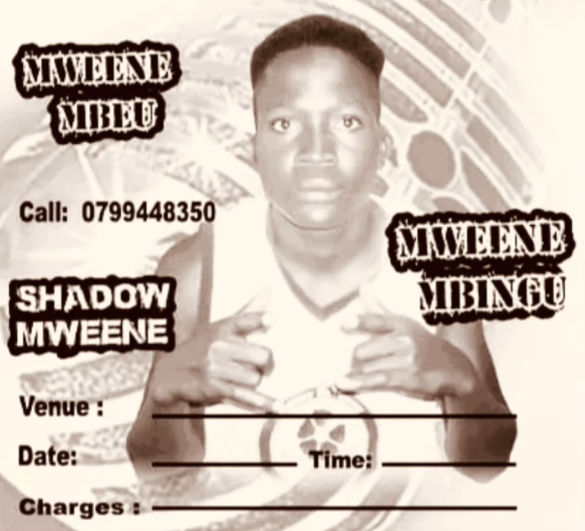 MWEENE
MBEU
Call: 0799448350
MWEENE
MBINGU
SHADOW
MWEENE
Venue :
Date:
Time:
Charges :